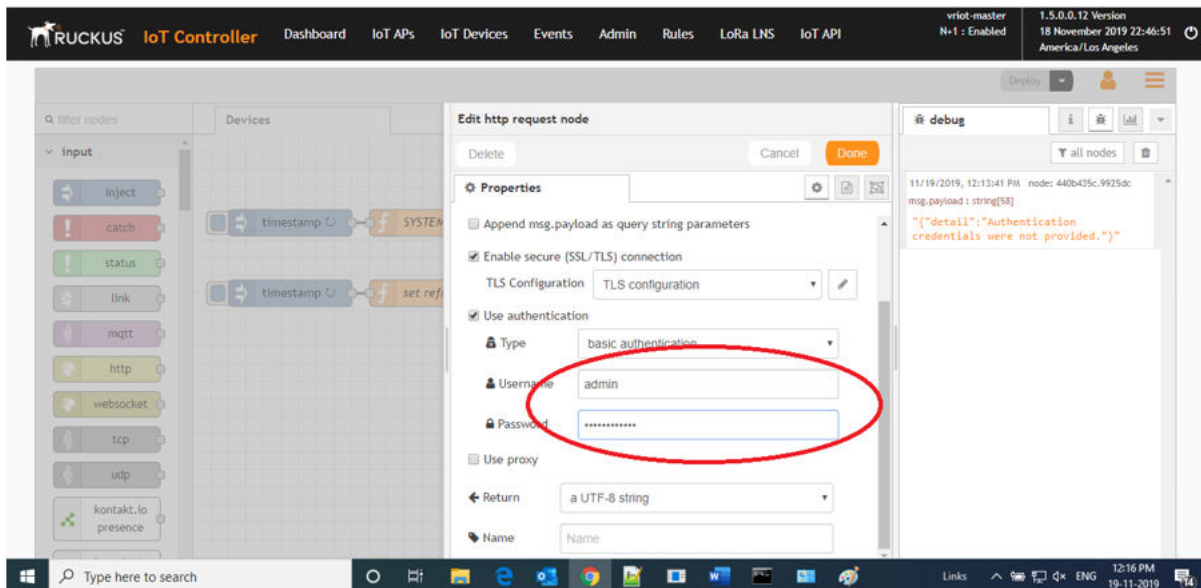 RUCKUS IoT Controller Dashboard IoT APs IoT Devices Events Admin Rules LoRa LNS IoT API
vriot-master
N+1 : Enabled
1.5.0.0.12 Version
18 November 2019 22:46:51
America/Los Angeles
Deploy
filter nodes
input
inject
catch
status
link
mqtt
http
websocket
tcp
udp
kontakt.io
presence
Devices
timestamp
SYSTEM
timestamp
set ref
Edit http request node
Delete
Cancel
Done
Properties
Append msg.payload as query string parameters
Enable secure (SSL/TLS) connection
TLS Configuration TLS configuration
Use authentication
Type basic authentication
Username admin
Password ••••••••••••
Use proxy
Return a UTF-8 string
Name Name
debug
i
all nodes
11/19/2019, 12:13:41 PM node: 440b435c.9925dc
msg.payload : string[58]
"{"detail":"Authentication
credentials were not provided."}"
Type here to search
Links
ENG
12:16 PM
19-11-2019